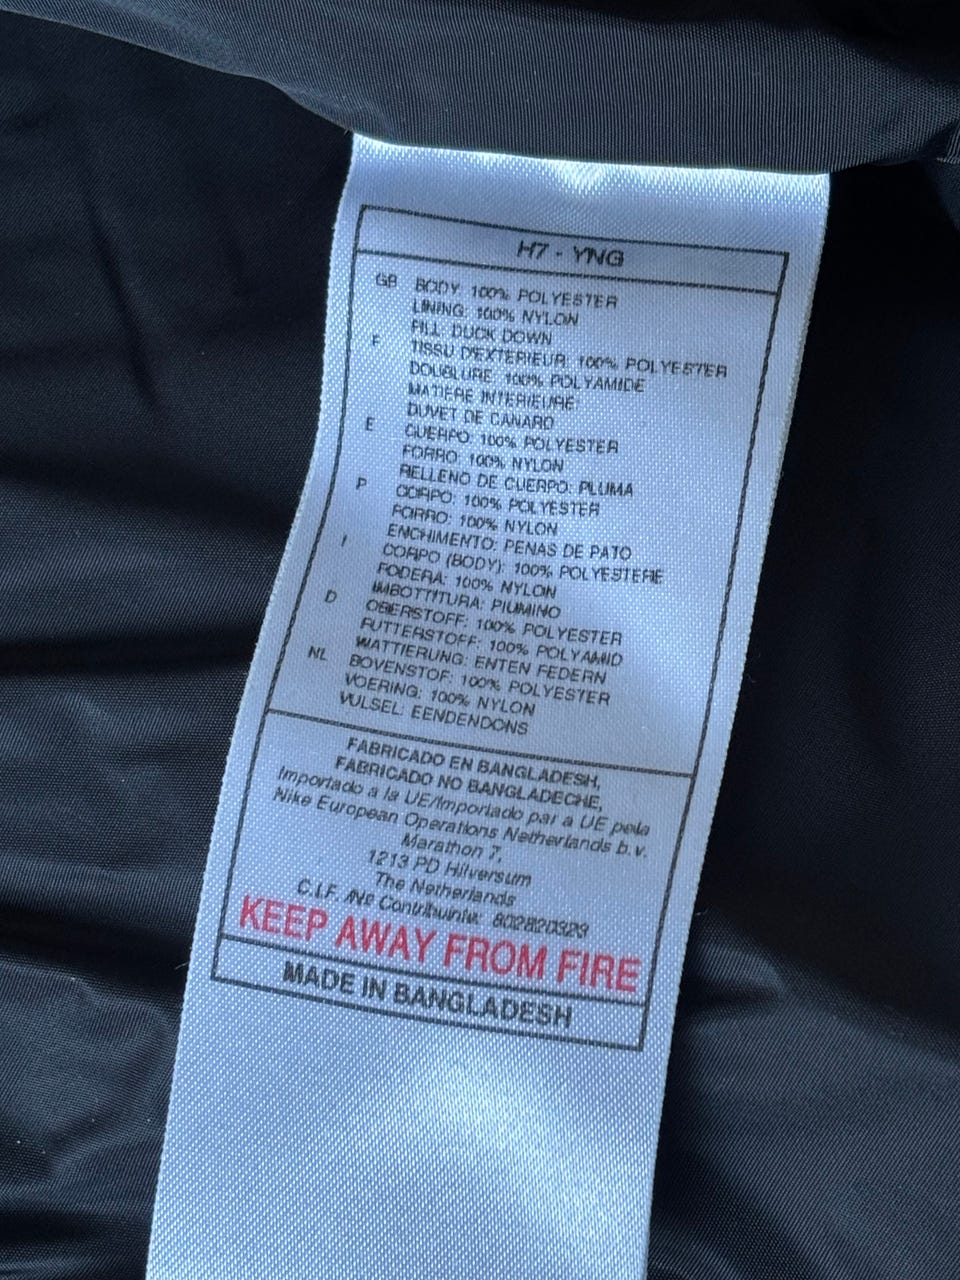 H7 - YNG
GB BODY: 100% POLYESTER
LINING: 100% NYLON
FILL DUCK DOWN
F TISSU D'EXTERIEUR: 100% POLYESTER
DOUBLURE: 100% POLYAMIDE
MATIERE INTERIEURE:
DUVET DE CANARD
E CUERPO: 100% POLYESTER
FORRO: 100% NYLON
RELLENO DE CUERPO: PLUMA
P CORPO: 100% POLYESTER
FORRO: 100% NYLON
ENCHIMENTO: PENAS DE PATO
I CORPO (BODY): 100% POLYESTERE
FODERA: 100% NYLON
IMBOTTITURA: PIUMINO
D OBERSTOFF: 100% POLYESTER
FUTTERSTOFF: 100% POLYAMID
WATTIERUNG: ENTEN FEDERN
NL BOVENSTOF: 100% POLYESTER
VOERING: 100% NYLON
VULSEL: EENDENDONS
FABRICADO EN BANGLADESH,
FABRICADO NO BANGLADECHE,
Importado a la UE/Importado par a UE pela
Nike European Operations Netherlands b.v.
Marathon 7,
1213 PD Hilversum
The Netherlands
C.I.F. /Nº Contribuinte: 802820323
KEEP AWAY FROM FIRE
MADE IN BANGLADESH